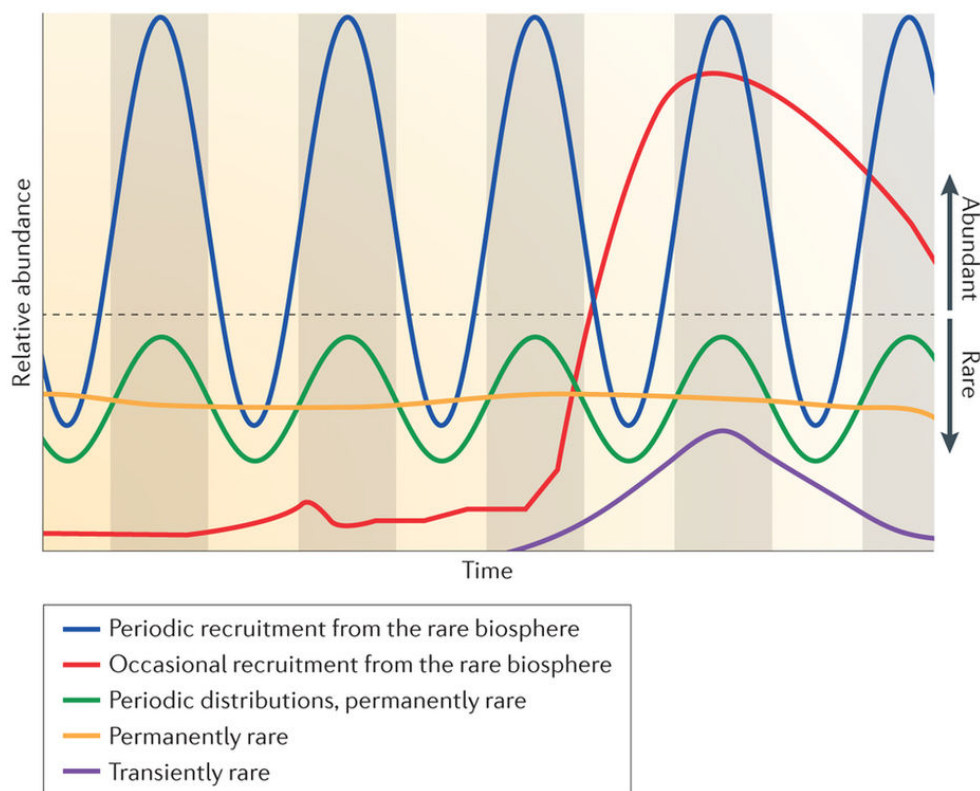 Relative abundance
Abundant
Rare
Time
Periodic recruitment from the rare biosphere
Occasional recruitment from the rare biosphere
Periodic distributions, permanently rare
Permanently rare
Transiently rare